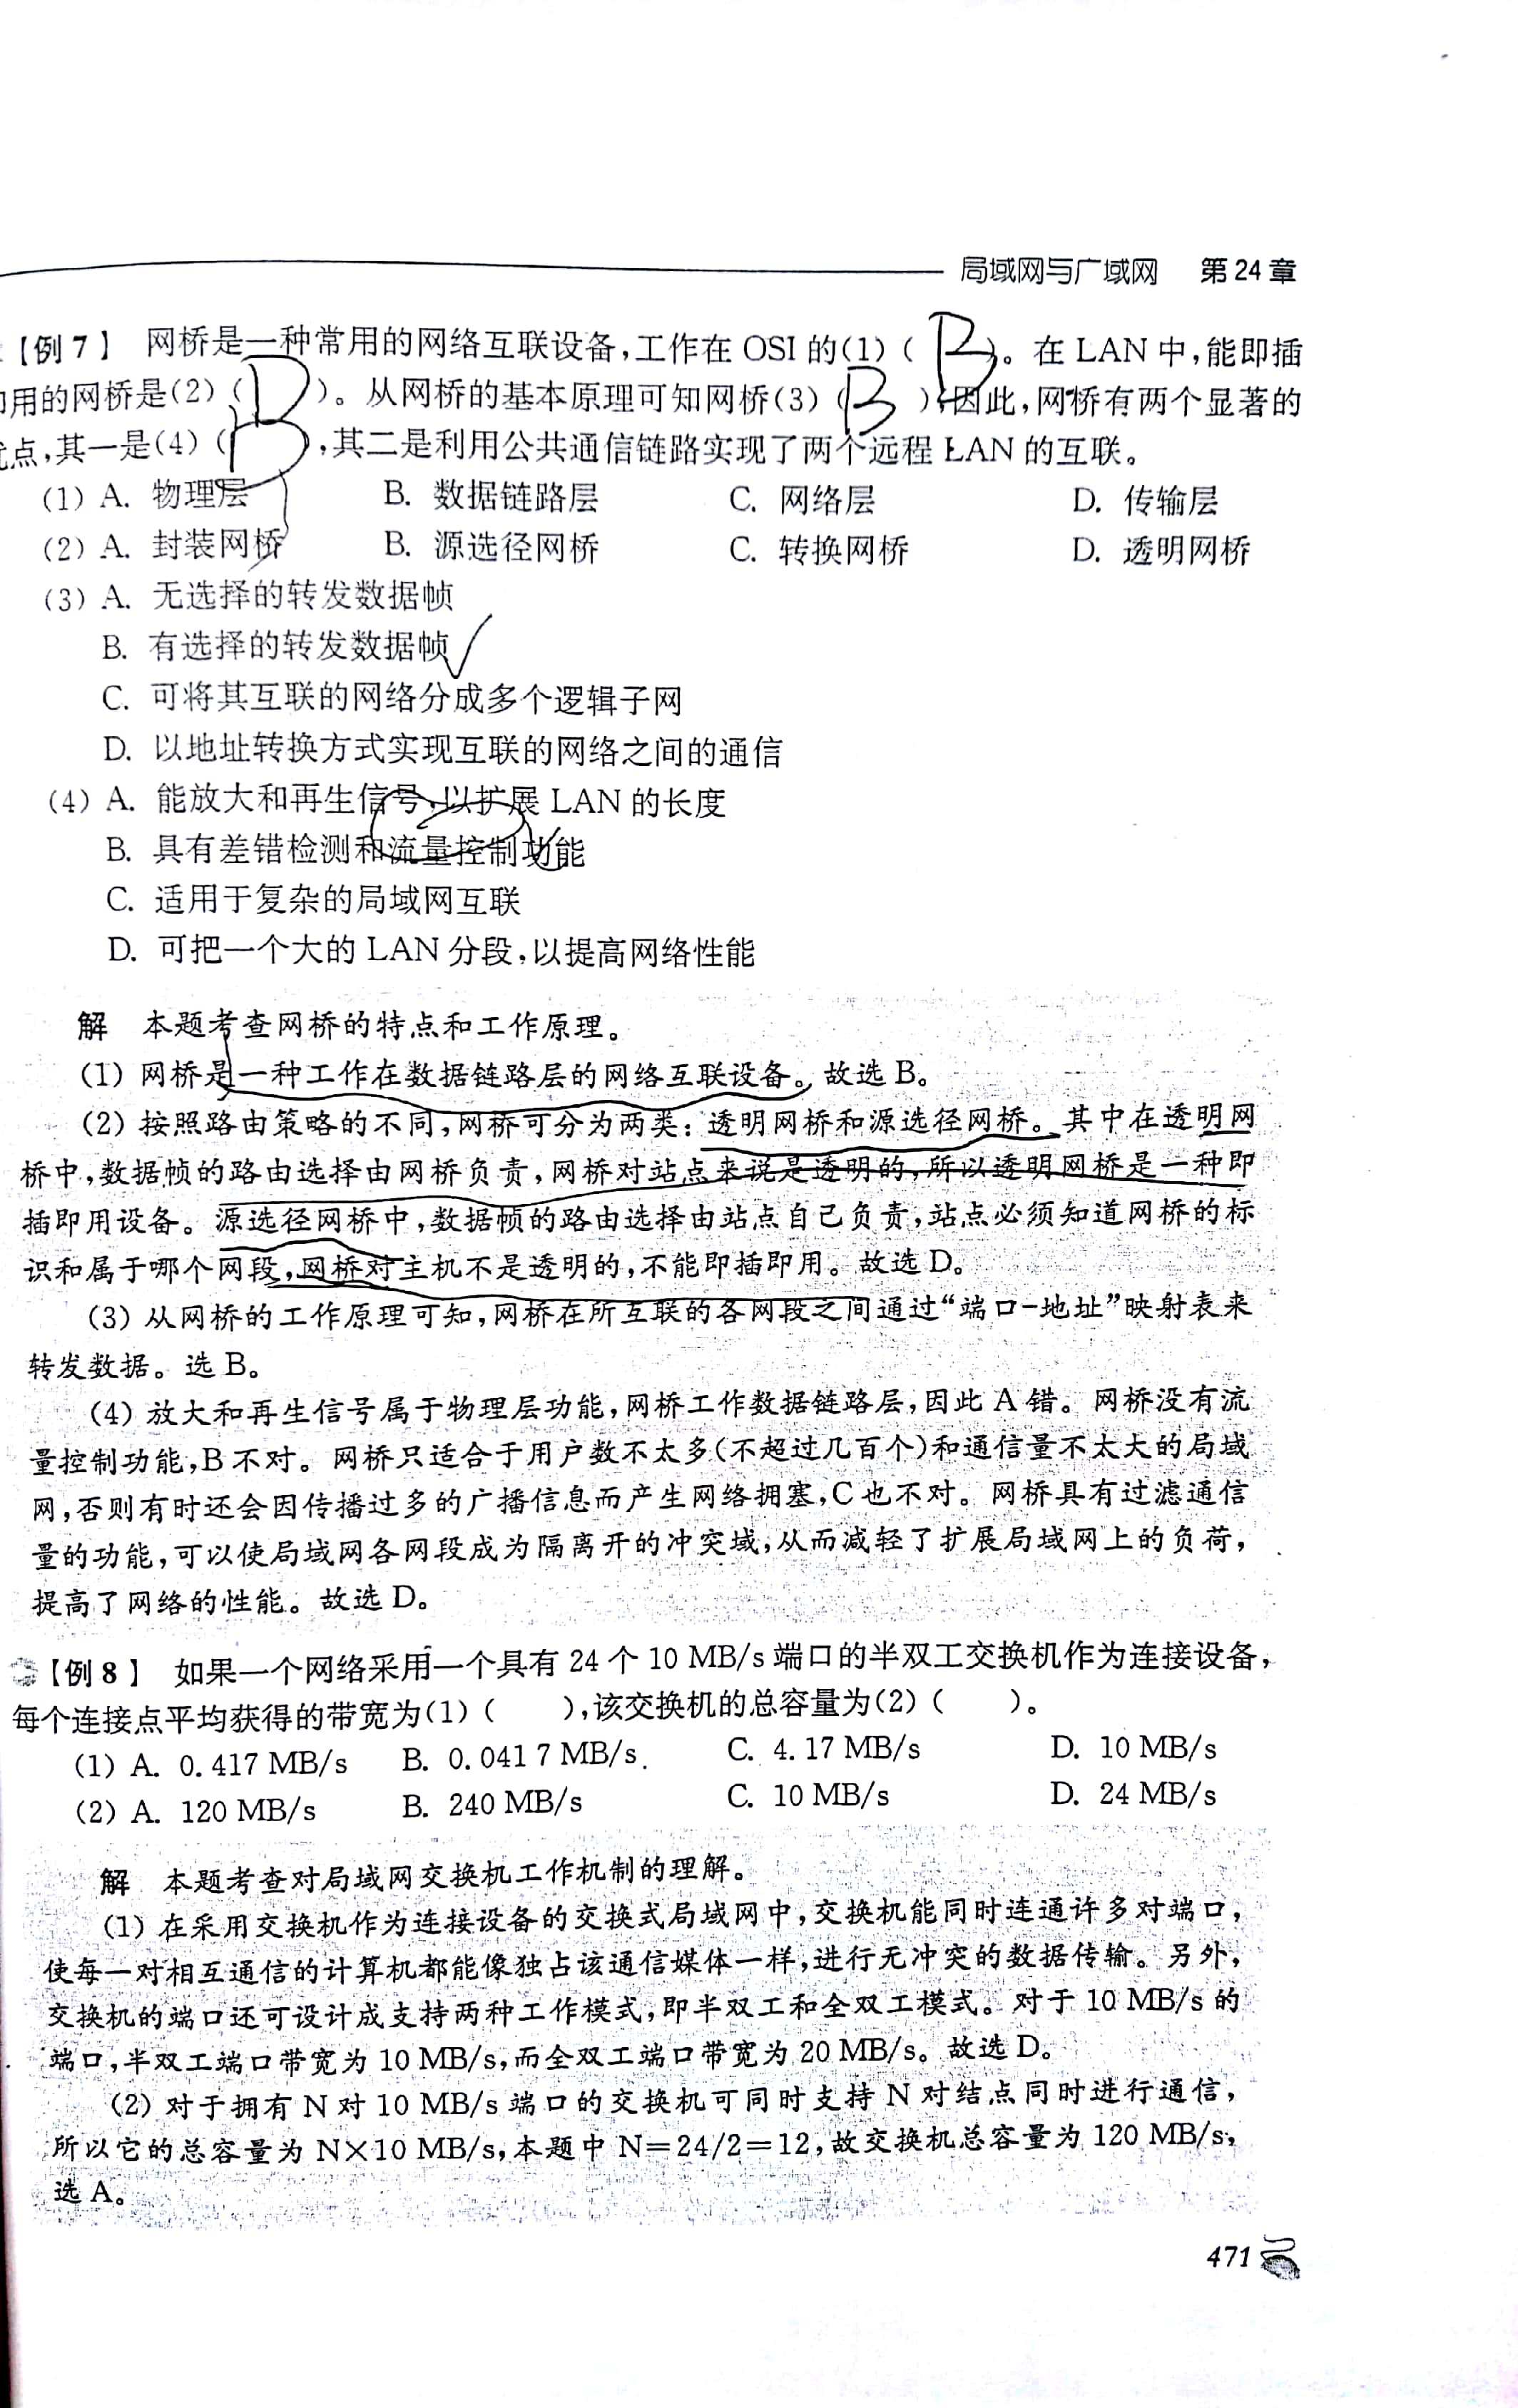 局域网与广域网 第24章
【例7】 网桥是一种常用的网络互联设备,工作在 OSI 的(1)( B )。在 LAN 中,能即插
用的网桥是(2)( D )。从网桥的基本原理可知网桥(3)( B ),因此,网桥有两个显著的
点,其一是(4)( ),其二是利用公共通信链路实现了两个远程 LAN 的互联。
(1) A. 物理层 B. 数据链路层 C. 网络层 D. 传输层
(2) A. 封装网桥 B. 源选径网桥 C. 转换网桥 D. 透明网桥
(3) A. 无选择的转发数据帧
B. 有选择的转发数据帧
C. 可将其互联的网络分成多个逻辑子网
D. 以地址转换方式实现互联的网络之间的通信
(4) A. 能放大和再生信号,以扩展 LAN 的长度
B. 具有差错检测和流量控制功能
C. 适用于复杂的局域网互联
D. 可把一个大的 LAN 分段,以提高网络性能
解 本题考查网桥的特点和工作原理。
(1) 网桥是一种工作在数据链路层的网络互联设备。故选 B。
(2) 按照路由策略的不同,网桥可分为两类:透明网桥和源选径网桥。其中在透明网
桥中,数据帧的路由选择由网桥负责,网桥对站点来说是透明的,所以透明网桥是一种即
插即用设备。源选径网桥中,数据帧的路由选择由站点自己负责,站点必须知道网桥的标
识和属于哪个网段,网桥对主机不是透明的,不能即插即用。故选 D。
(3) 从网桥的工作原理可知,网桥在所互联的各网段之间通过“端口-地址”映射表来
转发数据。选 B。
(4) 放大和再生信号属于物理层功能,网桥工作数据链路层,因此 A 错。网桥没有流
量控制功能,B 不对。网桥只适合于用户数不太多(不超过几百个)和通信量不太大的局域
网,否则有时还会因传播过多的广播信息而产生网络拥塞,C 也不对。网桥具有过滤通信
量的功能,可以使局域网各网段成为隔离开的冲突域,从而减轻了扩展局域网上的负荷,
提高了网络的性能。故选 D。
【例8】 如果一个网络采用一个具有 24 个 10 MB/s 端口的半双工交换机作为连接设备,
每个连接点平均获得的带宽为(1)( ),该交换机的总容量为(2)( )。
(1) A. 0.417 MB/s B. 0.041 7 MB/s. C. 4.17 MB/s D. 10 MB/s
(2) A. 120 MB/s B. 240 MB/s C. 10 MB/s D. 24 MB/s
解 本题考查对局域网交换机工作机制的理解。
(1) 在采用交换机作为连接设备的交换式局域网中,交换机能同时连通许多对端口,
使每一对相互通信的计算机都能像独占该通信媒体一样,进行无冲突的数据传输。另外,
交换机的端口还可设计成支持两种工作模式,即半双工和全双工模式。对于 10 MB/s 的
端口,半双工端口带宽为 10 MB/s,而全双工端口带宽为 20 MB/s。故选 D。
(2) 对于拥有 N 对 10 MB/s 端口的交换机可同时支持 N 对结点同时进行通信,
所以它的总容量为 N×10 MB/s,本题中 N=24/2=12,故交换机总容量为 120 MB/s,
选 A。
471